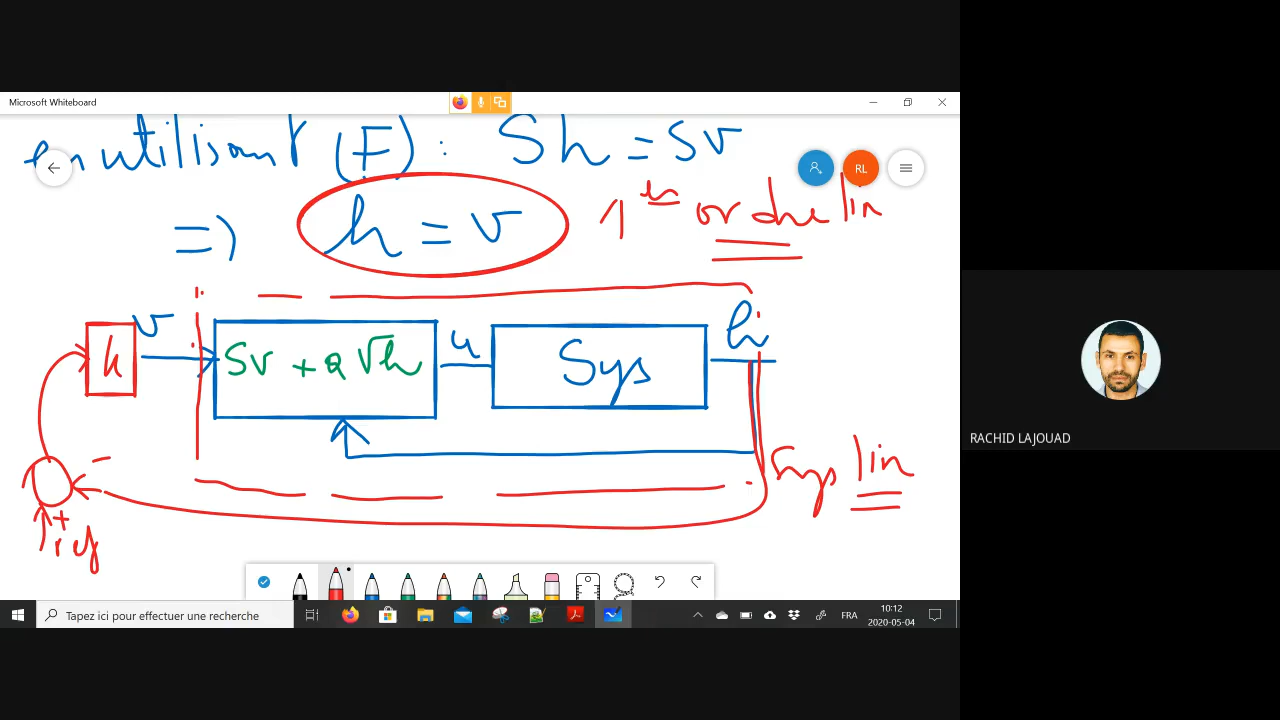 Microsoft Whiteboard
en utilisant (F) : Sḣ = Sv
RL
=> ḣ = v 1er ordre lin
v h
k Sv + a√h u Sys
RACHID LAJOUAD
- Sys lin
+
ref
Tapez ici pour effectuer une recherche
FRA
10:12
2020-05-04